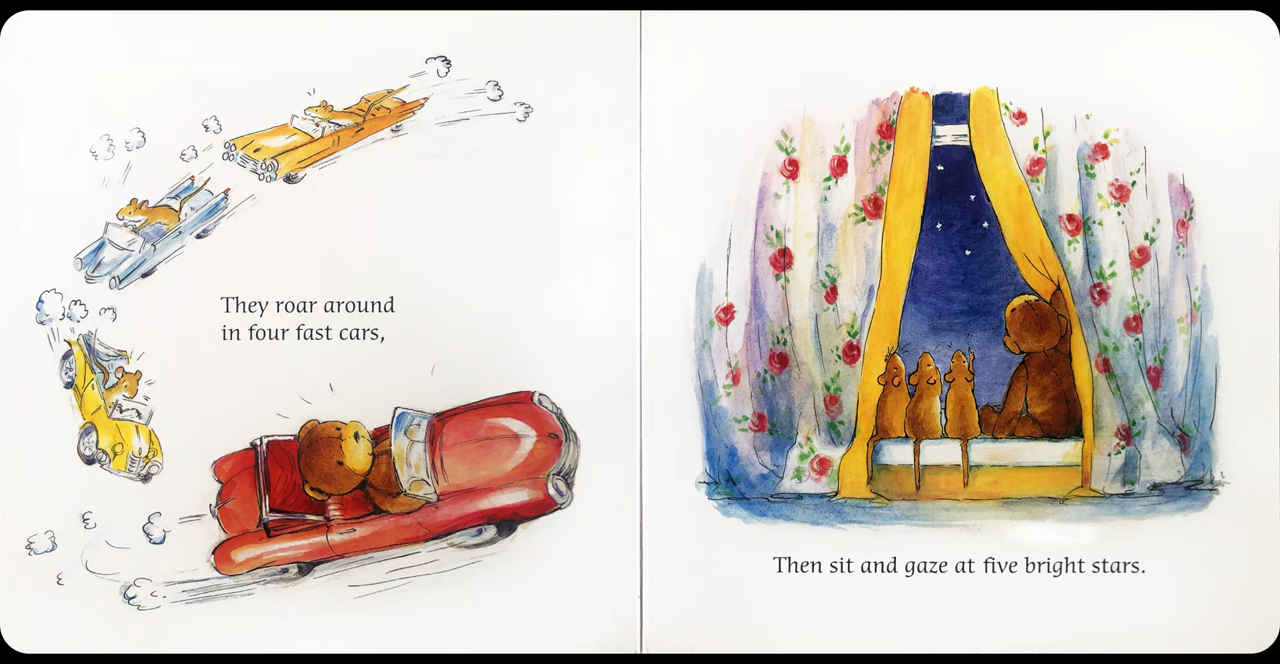 They roar around
in four fast cars,
Then sit and gaze at five bright stars.